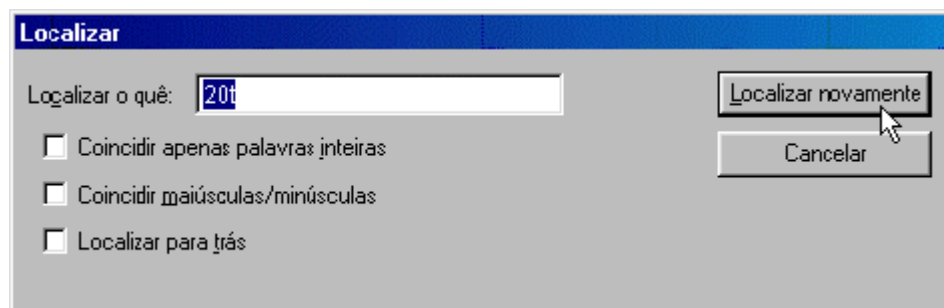 Localizar
Localizar o quê: 20t Localizar novamente
Coincidir apenas palavras inteiras
Cancelar
Coincidir maiúsculas/minúsculas
Localizar para trás